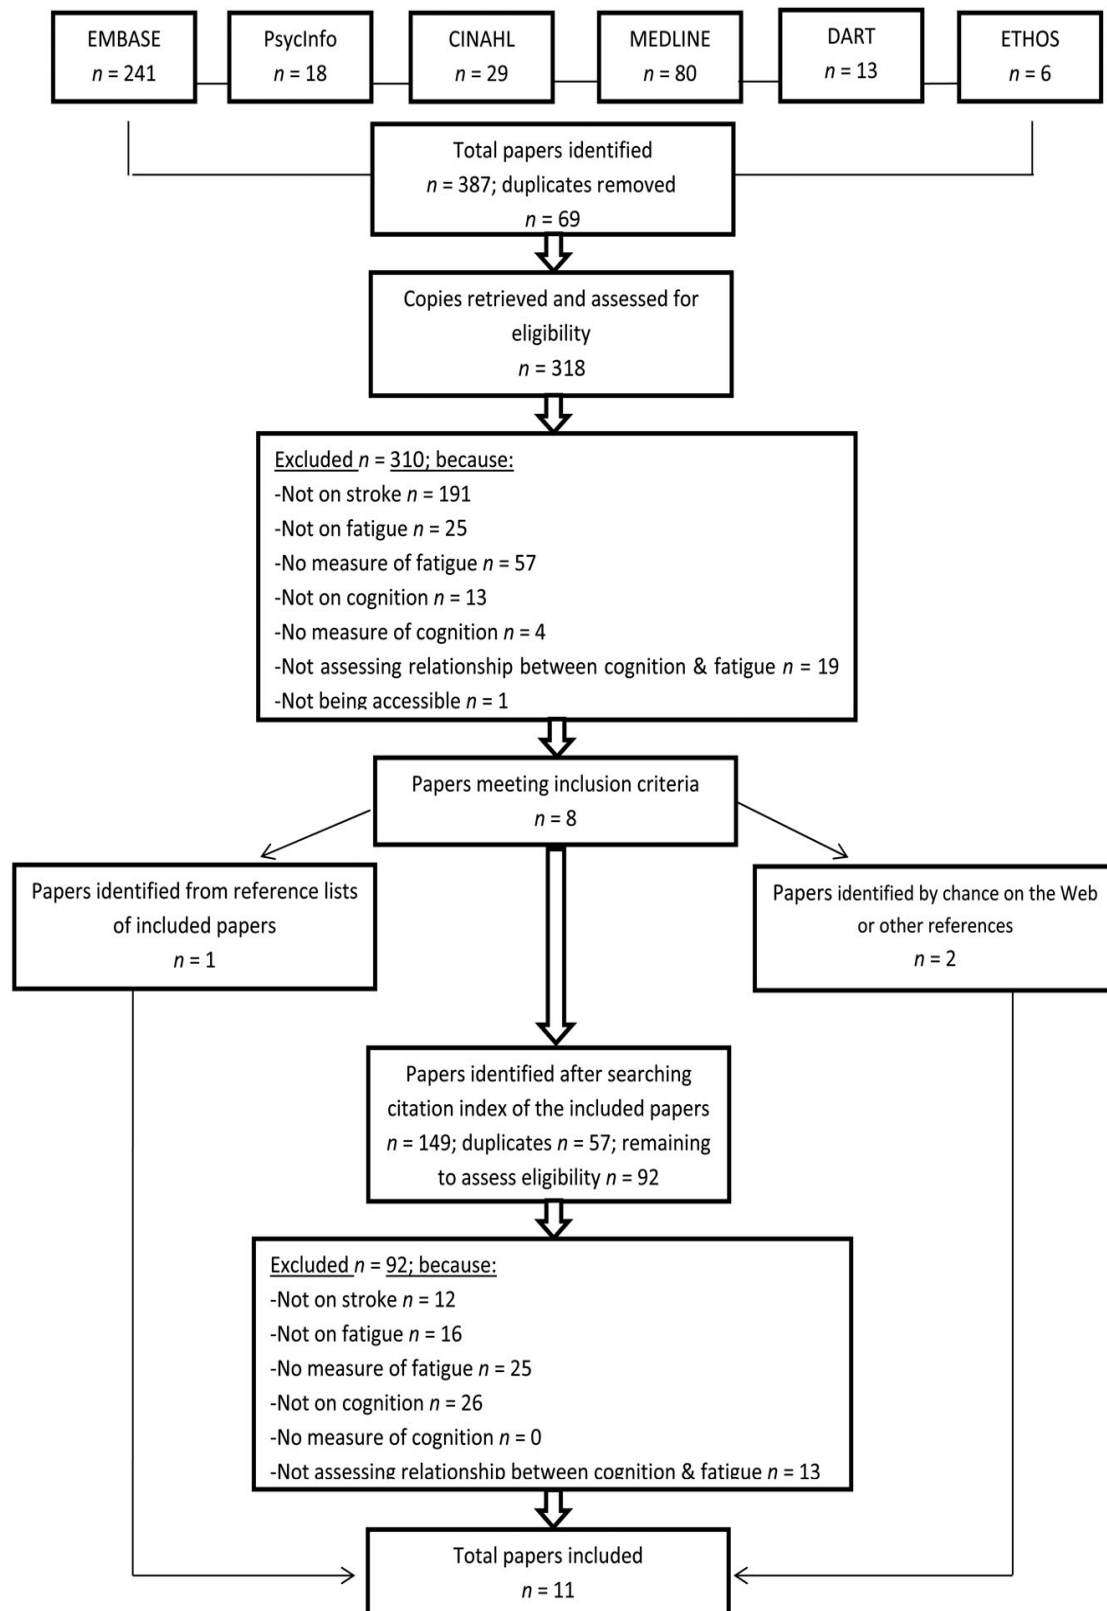 EMBASE
n = 241
PsycInfo
n = 18
CINAHL
n = 29
MEDLINE
n = 80
DART
n = 13
ETHOS
n = 6
Total papers identified
n = 387; duplicates removed
n = 69
Copies retrieved and assessed for
eligibility
n = 318
Excluded n = 310; because:
-Not on stroke n = 191
-Not on fatigue n = 25
-No measure of fatigue n = 57
-Not on cognition n = 13
-No measure of cognition n = 4
-Not assessing relationship between cognition & fatigue n = 19
-Not being accessible n = 1
Papers meeting inclusion criteria
n = 8
Papers identified from reference lists
of included papers
n = 1
Papers identified by chance on the Web
or other references
n = 2
Papers identified after searching
citation index of the included papers
n = 149; duplicates n = 57; remaining
to assess eligibility n = 92
Excluded n = 92; because:
-Not on stroke n = 12
-Not on fatigue n = 16
-No measure of fatigue n = 25
-Not on cognition n = 26
-No measure of cognition n = 0
-Not assessing relationship between cognition & fatigue n = 13
Total papers included
n = 11